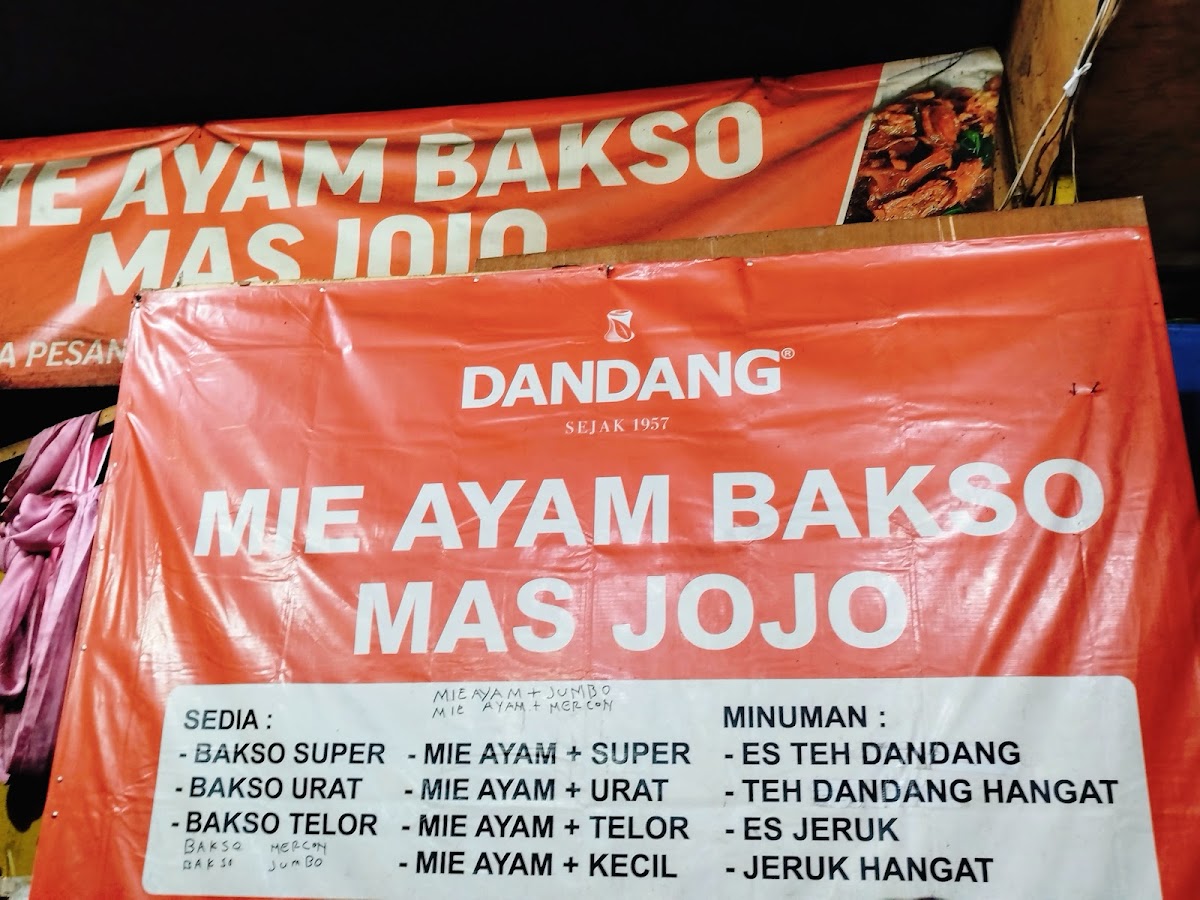 MIE AYAM BAKSO
MAS JOJO
A PESAN
DANDANG®
SEJAK 1957
MIE AYAM BAKSO
MAS JOJO
SEDIA :
- BAKSO SUPER
- BAKSO URAT
- BAKSO TELOR
BAKSO MERCON
BAKSO JUMBO
MIE AYAM + JUMBO
MIE AYAM + MERCON
- MIE AYAM + SUPER
- MIE AYAM + URAT
- MIE AYAM + TELOR
- MIE AYAM + KECIL
MINUMAN :
- ES TEH DANDANG
- TEH DANDANG HANGAT
- ES JERUK
- JERUK HANGAT